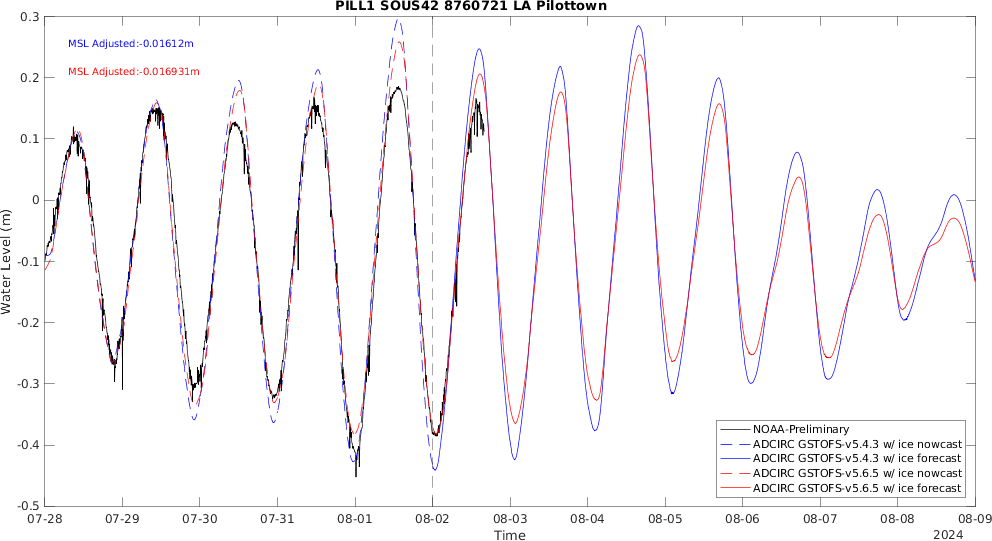 PILL1 SOUS42 8760721 LA Pilottown
MSL Adjusted:-0.01612m
MSL Adjusted:-0.016931m
Water Level (m)
0.3
0.2
0.1
0
-0.1
-0.2
-0.3
-0.4
-0.5
NOAA-Preliminary
ADCIRC GSTOFS-v5.4.3 w/ ice nowcast
ADCIRC GSTOFS-v5.4.3 w/ ice forecast
ADCIRC GSTOFS-v5.6.5 w/ ice nowcast
ADCIRC GSTOFS-v5.6.5 w/ ice forecast
07-28 07-29 07-30 07-31 08-01 08-02 08-03 08-04 08-05 08-06 08-07 08-08 08-09
Time
2024